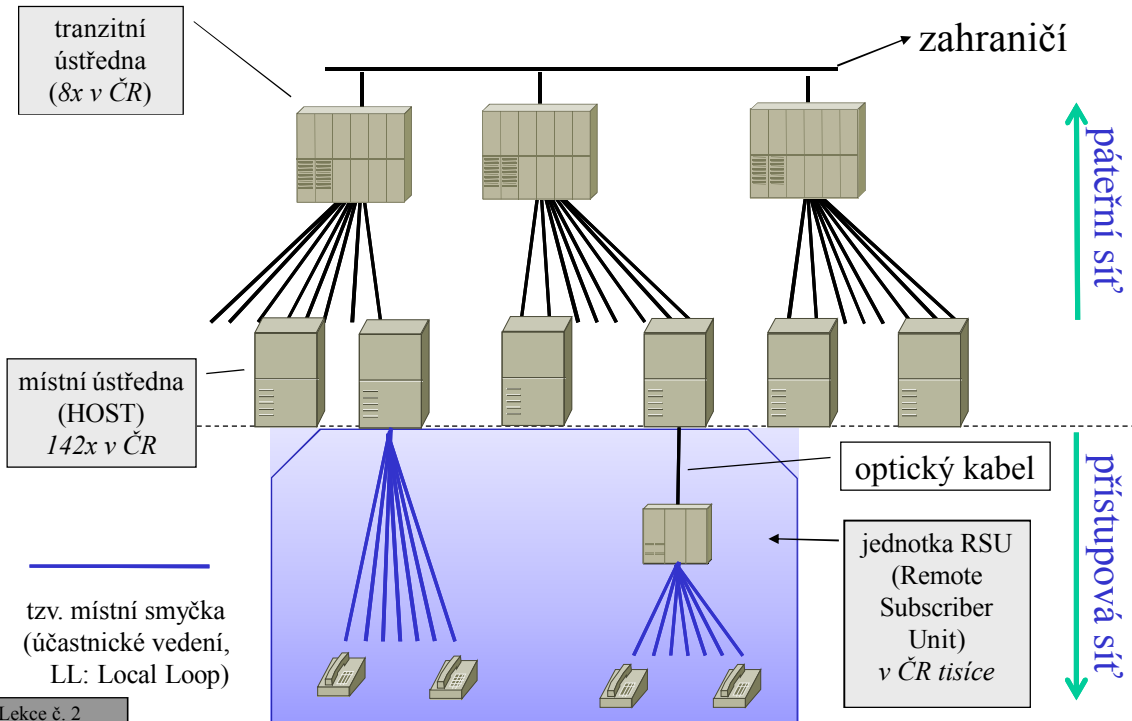 tranzitní
ústředna
(8x v ČR)
zahraničí
páteřní síť
místní ústředna
(HOST)
142x v ČR
optický kabel
přístupová síť
jednotka RSU
(Remote
Subscriber
Unit)
v ČR tisíce
tzv. místní smyčka
(účastnické vedení,
LL: Local Loop)
Lekce č. 2